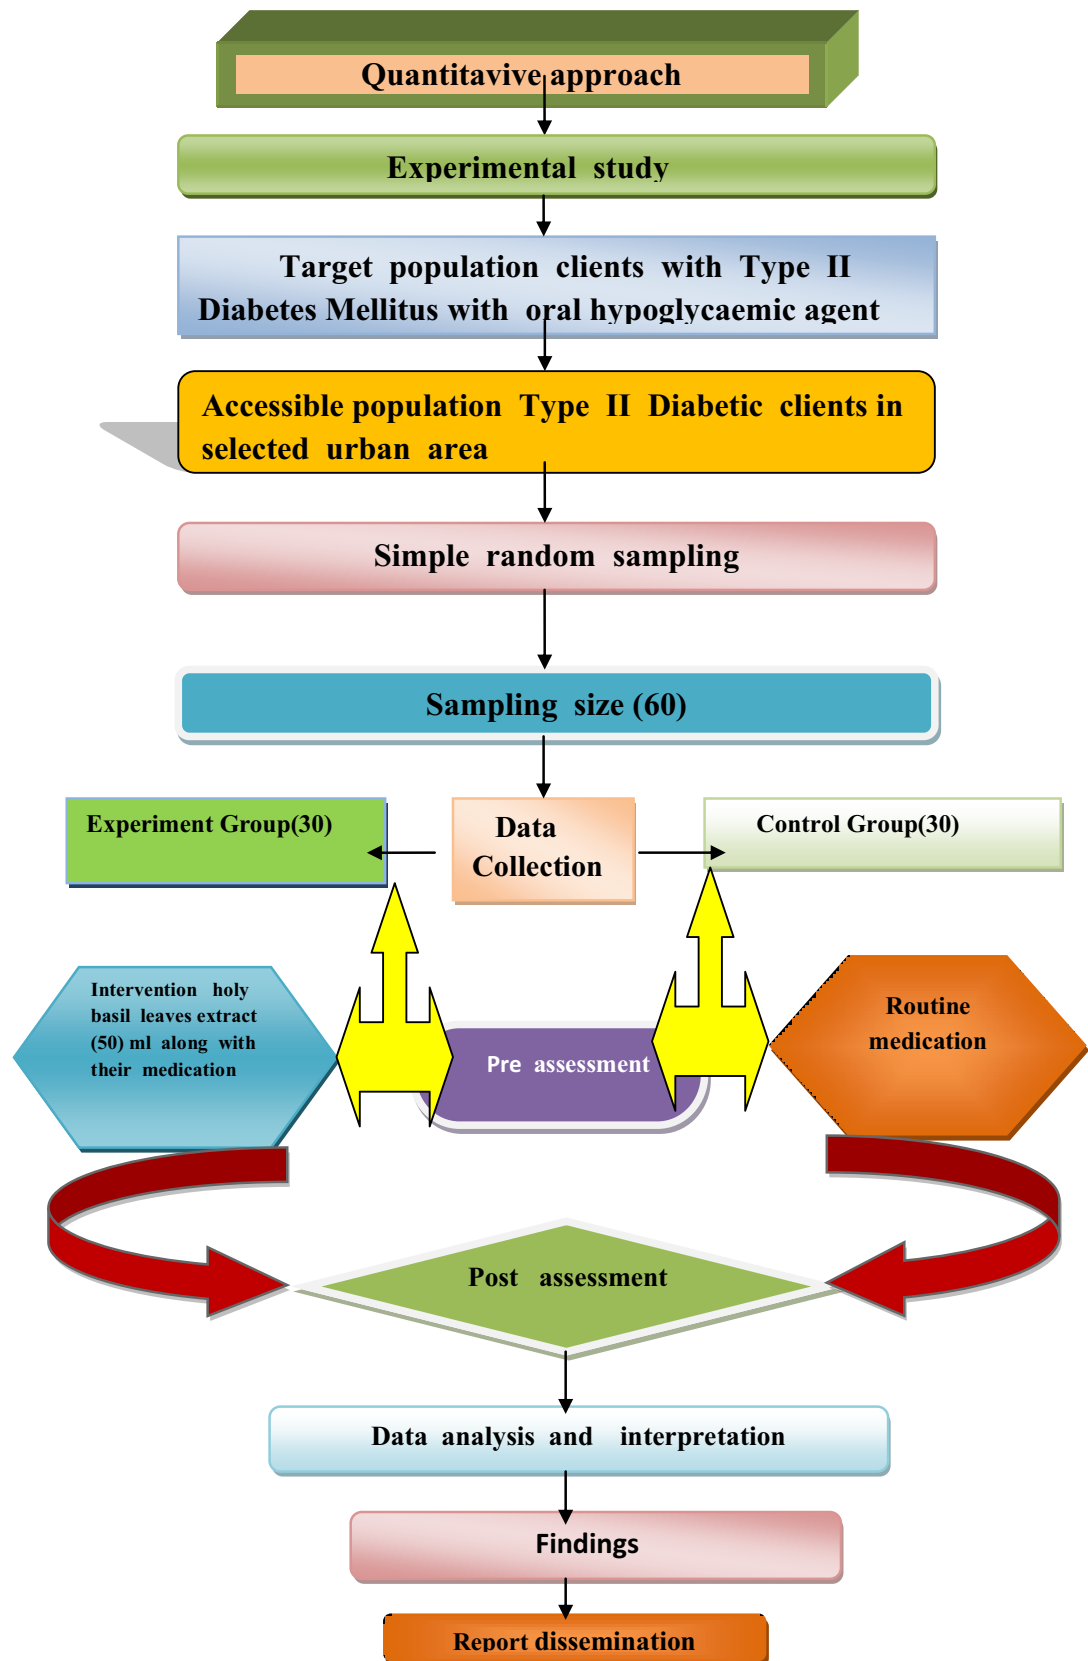 Quantitavive approach
Experimental study
Target population clients with Type II
Diabetes Mellitus with oral hypoglycaemic agent
Accessible population Type II Diabetic clients in
selected urban area
Simple random sampling
Sampling size (60)
Experiment Group(30)
Data
Collection
Control Group(30)
Intervention holy
basil leaves extract
(50) ml along with
their medication
Pre assessment
Routine
medication
Post assessment
Data analysis and interpretation
Findings
Report dissemination